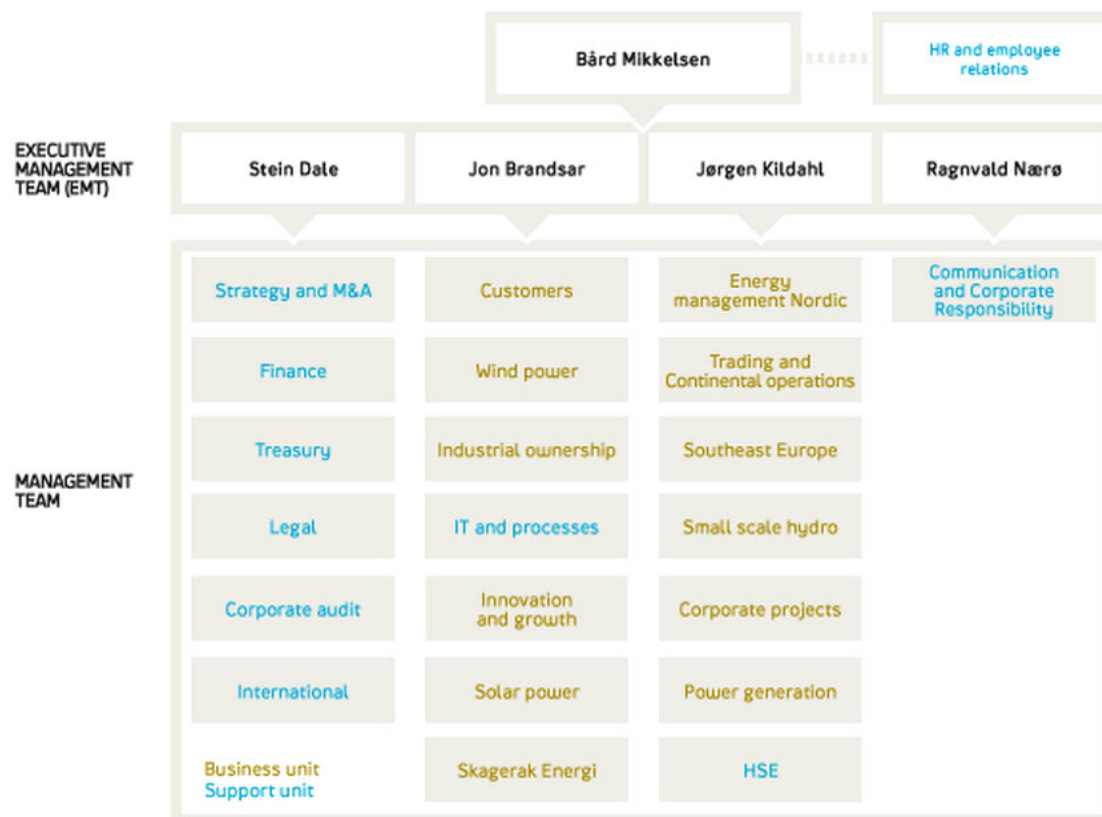 Bård Mikkelsen
HR and employee
relations
EXECUTIVE
MANAGEMENT
TEAM (EMT)
Stein Dale
Jon Brandsar
Jørgen Kildahl
Ragnvald Nærø
MANAGEMENT
TEAM
Strategy and M&A
Finance
Treasury
Legal
Corporate audit
International
Business unit
Support unit
Customers
Wind power
Industrial ownership
IT and processes
Innovation
and growth
Solar power
Skagerak Energi
Energy
management Nordic
Trading and
Continental operations
Southeast Europe
Small scale hydro
Corporate projects
Power generation
HSE
Communication
and Corporate
Responsibility